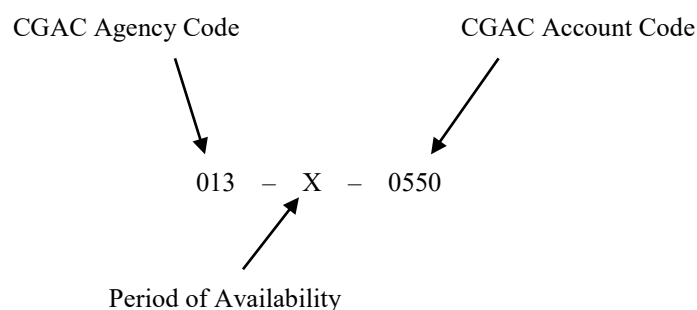 CGAC Agency Code CGAC Account Code
013 – X – 0550
Period of Availability